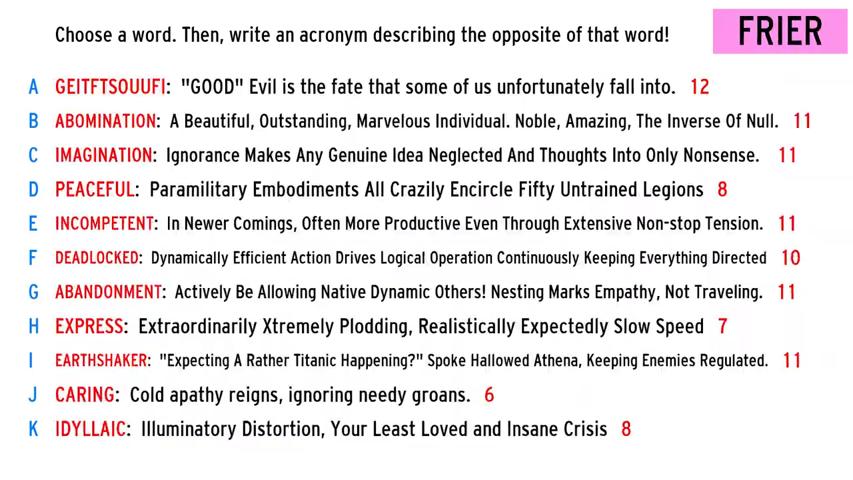 Choose a word. Then, write an acronym describing the opposite of that word!
FRIER
A GEITFTSOUUFI: "GOOD" Evil is the fate that some of us unfortunately fall into. 12
B ABOMINATION: A Beautiful, Outstanding, Marvelous Individual. Noble, Amazing, The Inverse Of Null. 11
C IMAGINATION: Ignorance Makes Any Genuine Idea Neglected And Thoughts Into Only Nonsense. 11
D PEACEFUL: Paramilitary Embodiments All Crazily Encircle Fifty Untrained Legions 8
E INCOMPETENT: In Newer Comings, Often More Productive Even Through Extensive Non-stop Tension. 11
F DEADLOCKED: Dynamically Efficient Action Drives Logical Operation Continuously Keeping Everything Directed 10
G ABANDONMENT: Actively Be Allowing Native Dynamic Others! Nesting Marks Empathy, Not Traveling. 11
H EXPRESS: Extraordinarily Xtremely Plodding, Realistically Expectedly Slow Speed 7
I EARTHSHAKER: "Expecting A Rather Titanic Happening?" Spoke Hallowed Athena, Keeping Enemies Regulated. 11
J CARING: Cold apathy reigns, ignoring needy groans. 6
K IDYLLAIC: Illuminatory Distortion, Your Least Loved and Insane Crisis 8